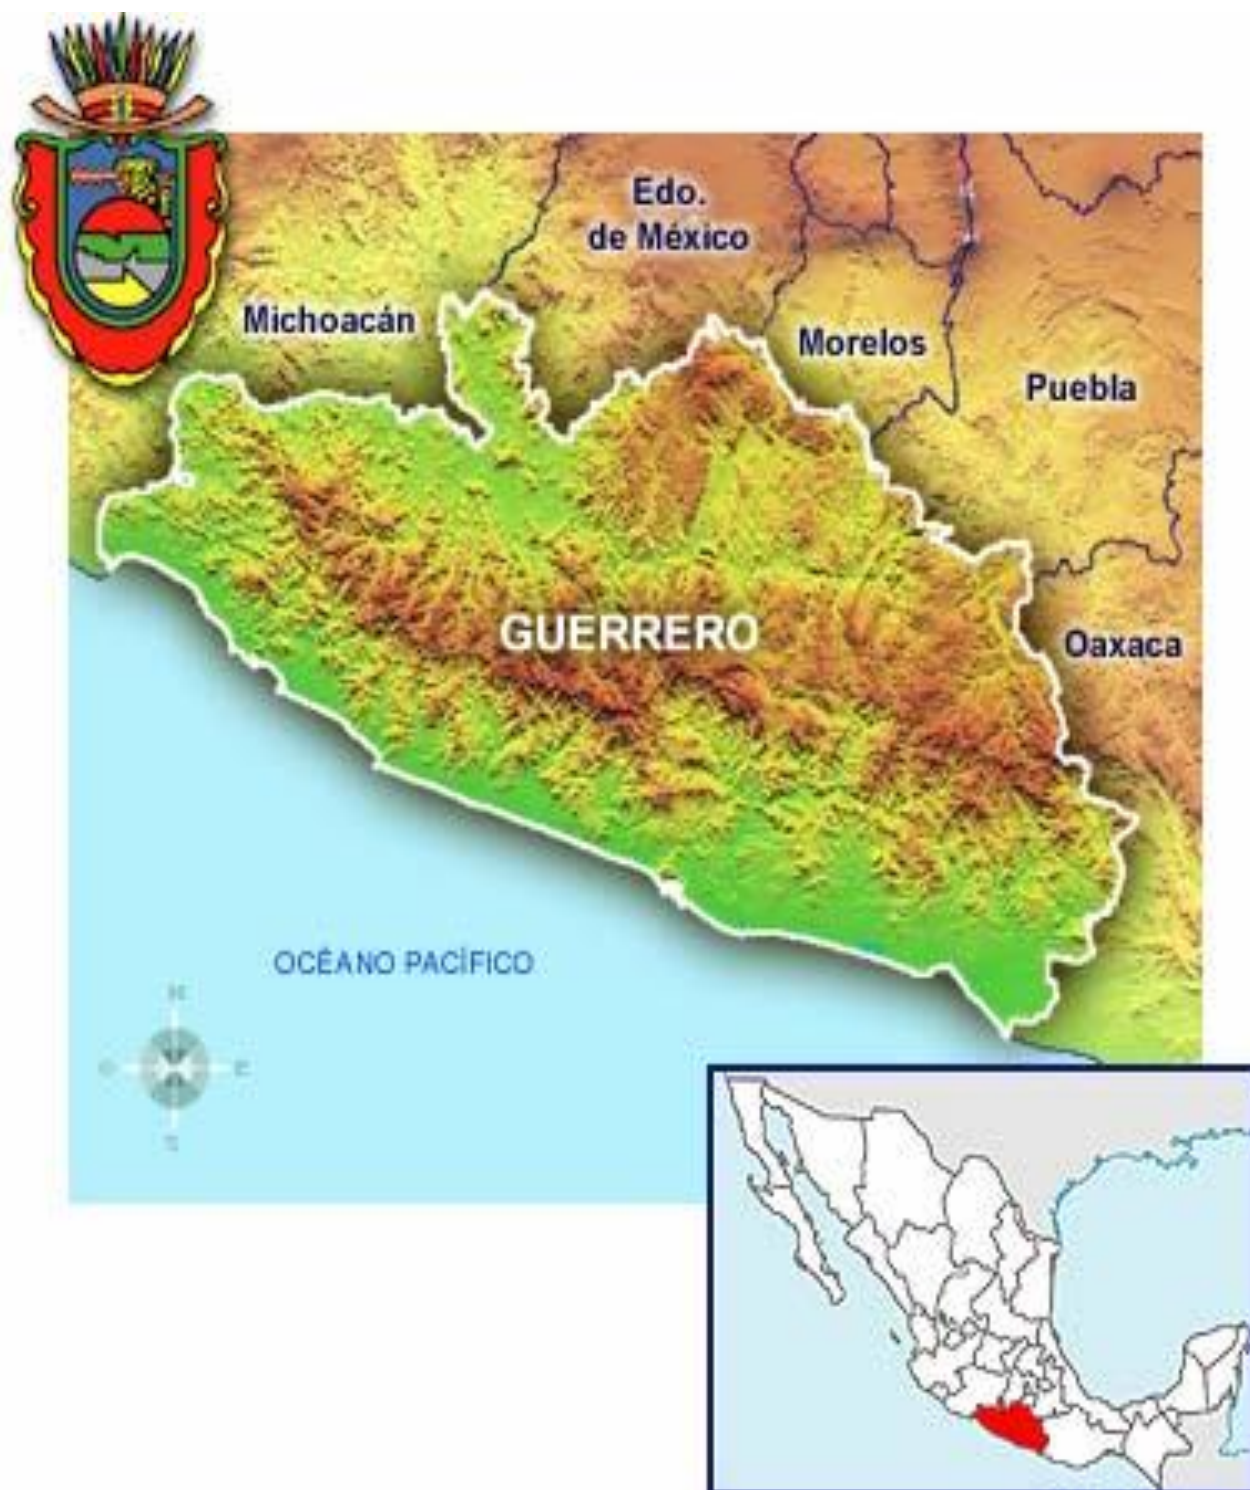 Edo.
de México
Michoacán
Morelos
Puebla
GUERRERO
Oaxaca
OCÉANO PACÍFICO
N
E
S